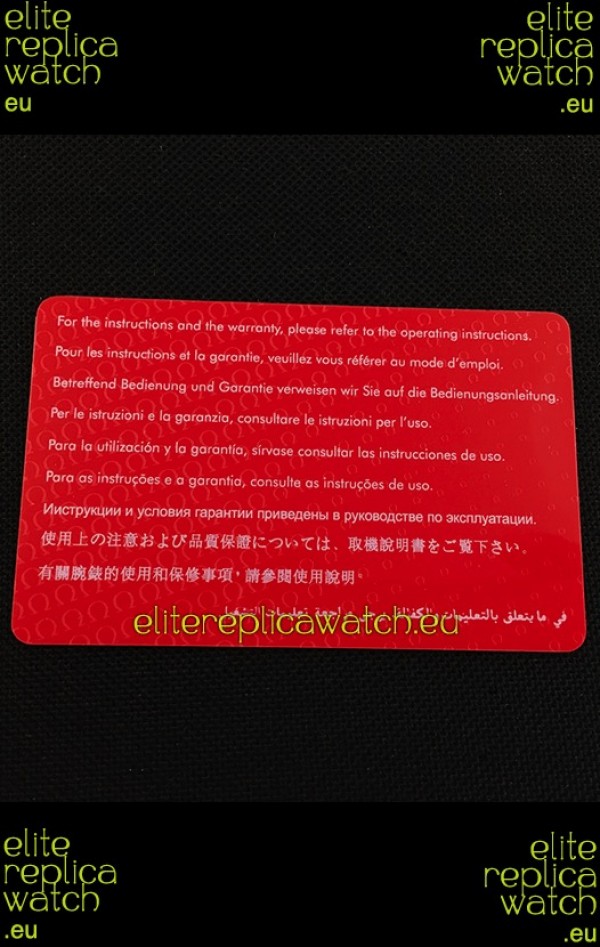 elite
replica
watch
eu
elite
replica
watch
.eu
For the instructions and the warranty, please refer to the operating instructions.
Pour les instructions et la garantie, veuillez vous référer au mode d'emploi.
Betreffend Bedienung und Garantie verweisen wir Sie auf die Bedienungsanleitung.
Per le istruzioni e la garanzia, consultare le istruzioni per l'uso.
Para la utilización y la garantía, sírvase consultar las instrucciones de uso.
Para as instruções e a garantia, consulte as instruções de uso.
Инструкции и условия гарантии приведены в руководстве по эксплуатации.
使用上の注意および品質保證については、取機說明書をご覧下さい。
有關腕錶的使用和保修事項，請參閱使用說明。
في ما يتعلق بالتعليمات
elitereplicawatch.eu
elite
replica
watch
.eu
elite
replica
watch
.eu